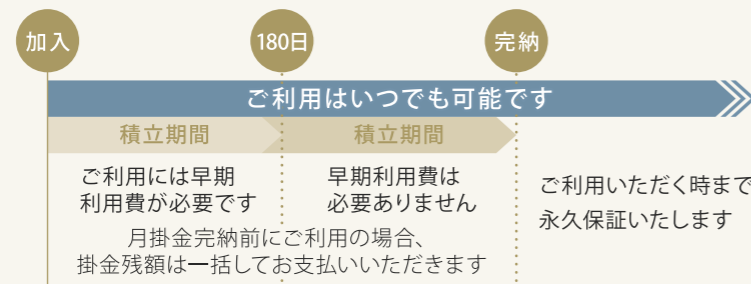 加入
180日
完納
ご利用はいつでも可能です
積立期間
積立期間
ご利用には早期
利用費が必要です
早期利用費は
必要ありません
月掛金完納前にご利用の場合、
掛金残額は一括してお支払いいただきます
ご利用いただく時まで
永久保証いたします